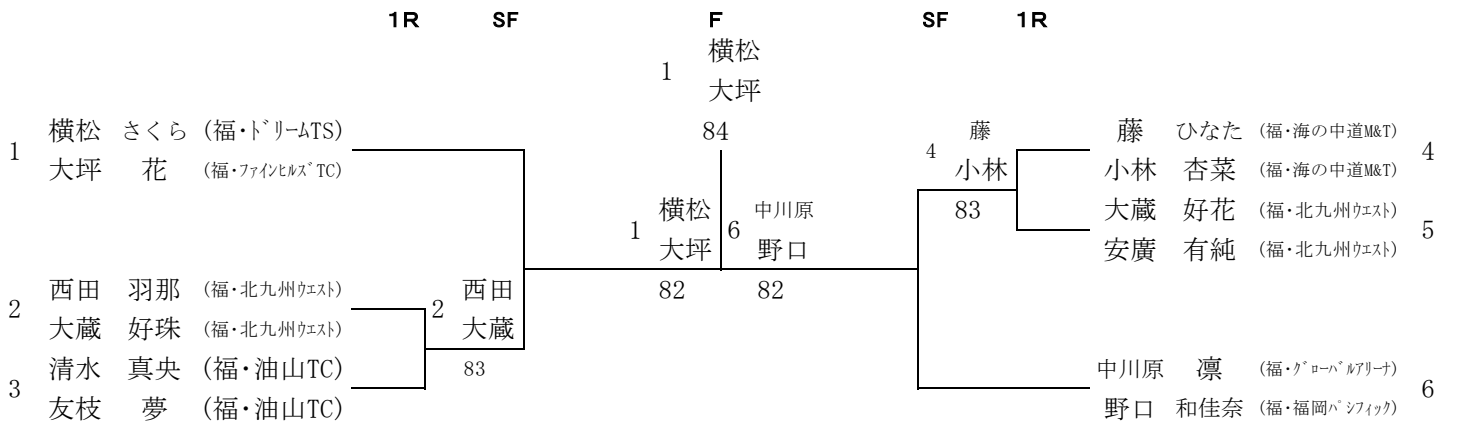 1R SF F SF 1R
横松
1
大坪
84
1
横松 さくら (福・ﾄﾞﾘｰﾑTS)
大坪 花 (福・ﾌｧｲﾝﾋﾙｽﾞTC)
藤
4
小林
83
藤 ひなた (福・海の中道M&T)
小林 杏菜 (福・海の中道M&T)
4
大蔵 好花 (福・北九州ｳｴｽﾄ)
安廣 有純 (福・北九州ｳｴｽﾄ)
5
横松
1
大坪
82
中川原
6
野口
82
2
西田 羽那 (福・北九州ｳｴｽﾄ)
大蔵 好珠 (福・北九州ｳｴｽﾄ)
西田
2
大蔵
83
3
清水 真央 (福・油山TC)
友枝 夢 (福・油山TC)
中川原 凛 (福・ｸﾞﾛｰﾊﾞﾙｱﾘｰﾅ)
野口 和佳奈 (福・福岡ﾊﾟｼﾌｨｯｸ)
6